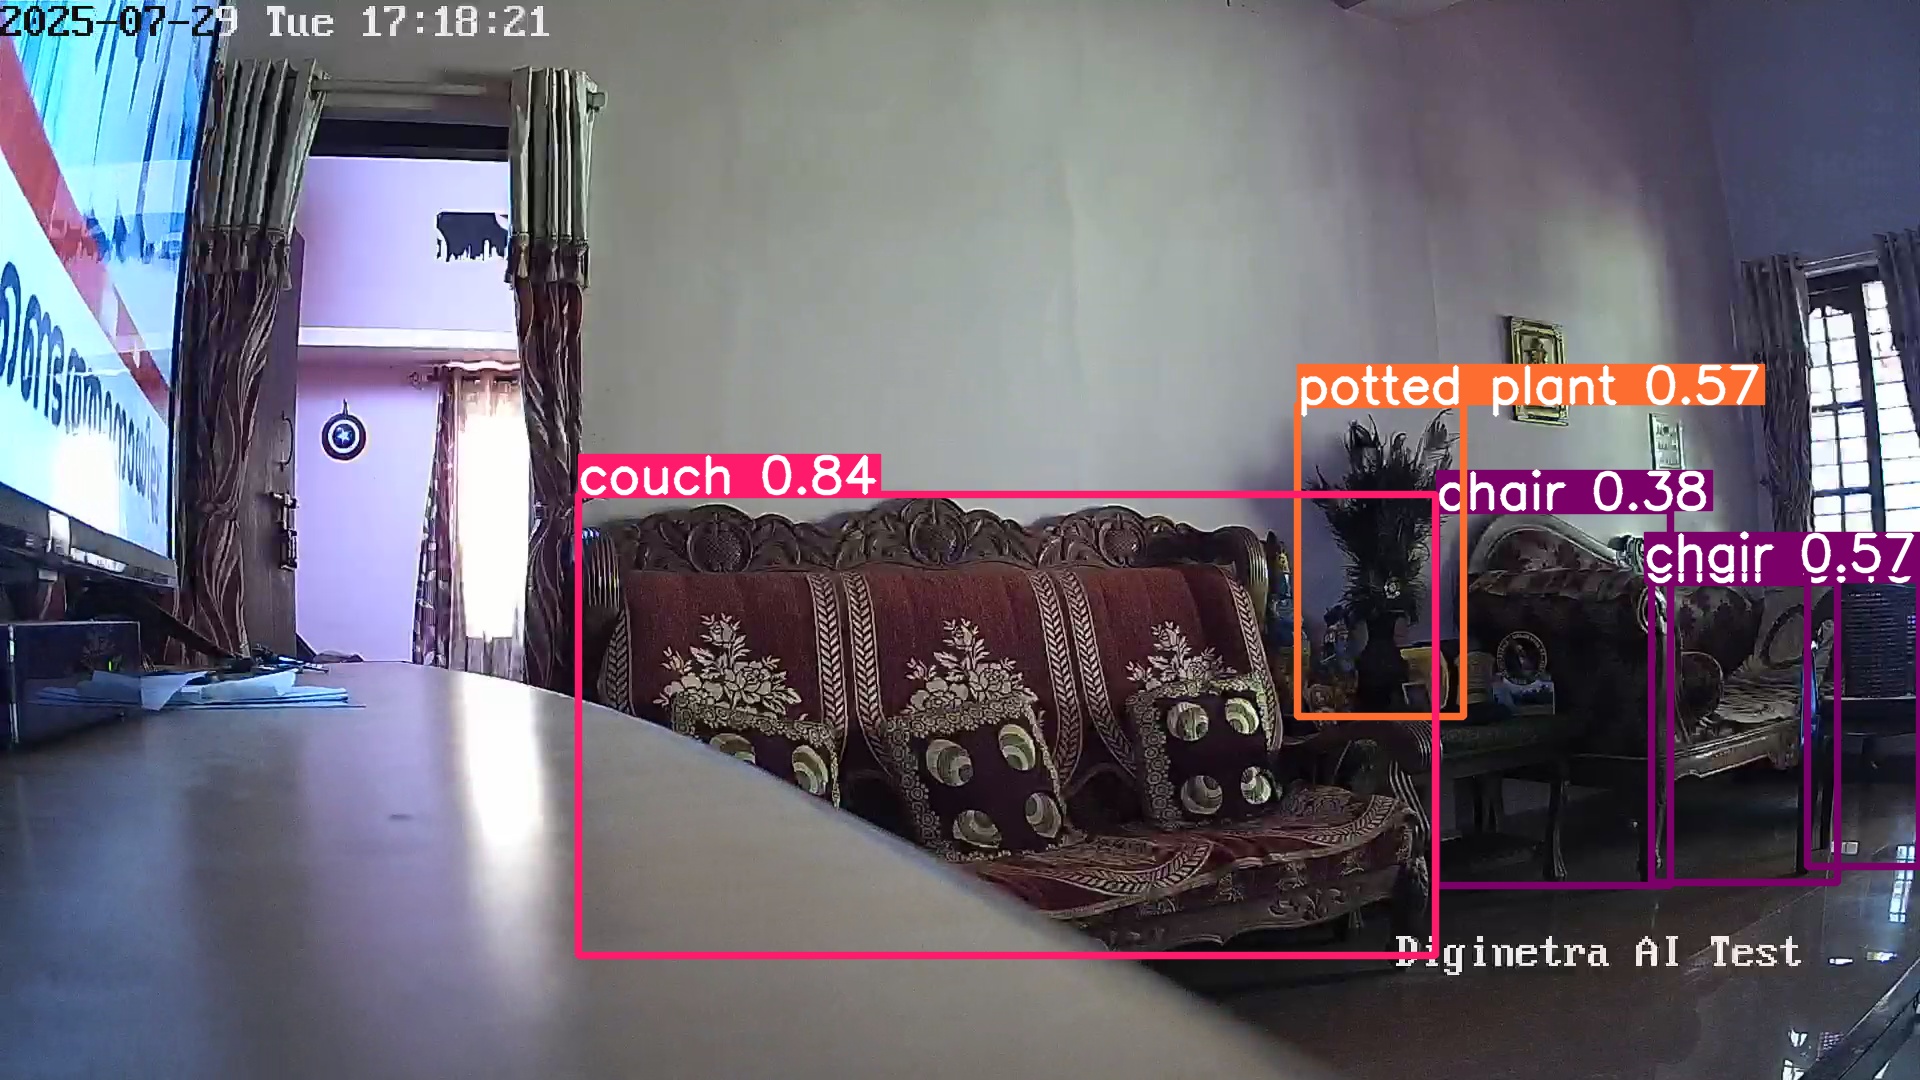 2025-07-29 Tue 17:18:21
potted plant 0.57
couch 0.84
chair 0.38
chair 0.57
Diginetra AI Test